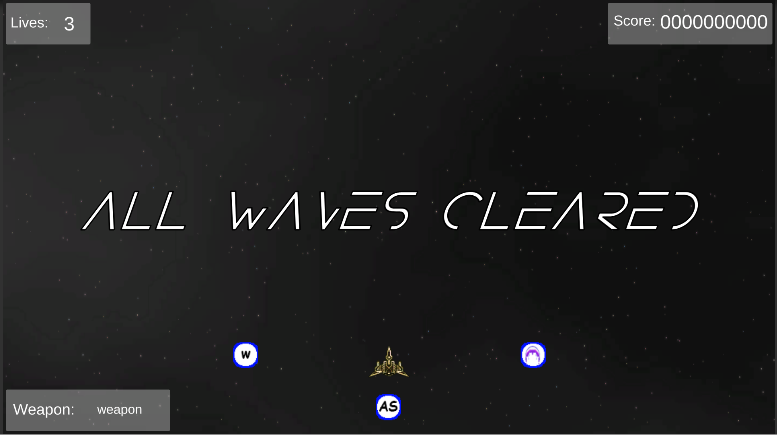 Lives: 3
Score: 0000000000
ALL WAVES CLEARED
W
AS
Weapon: weapon